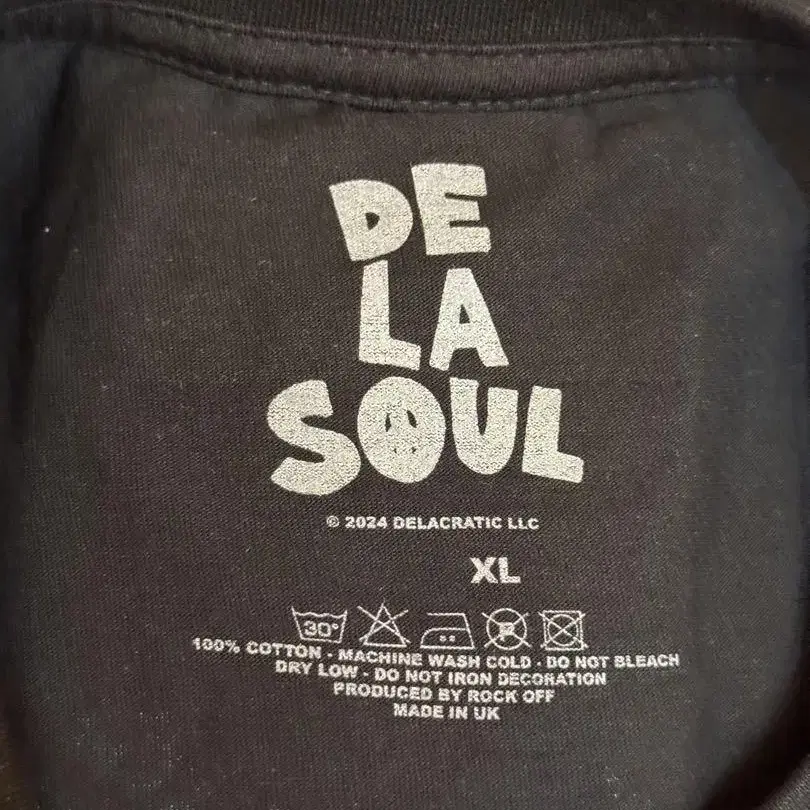 DE
LA
SOUL
© 2024 DELACRATIC LLC
XL
30°
P
100% COTTON - MACHINE WASH COLD - DO NOT BLEACH
DRY LOW - DO NOT IRON DECORATION
PRODUCED BY ROCK OFF
MADE IN UK